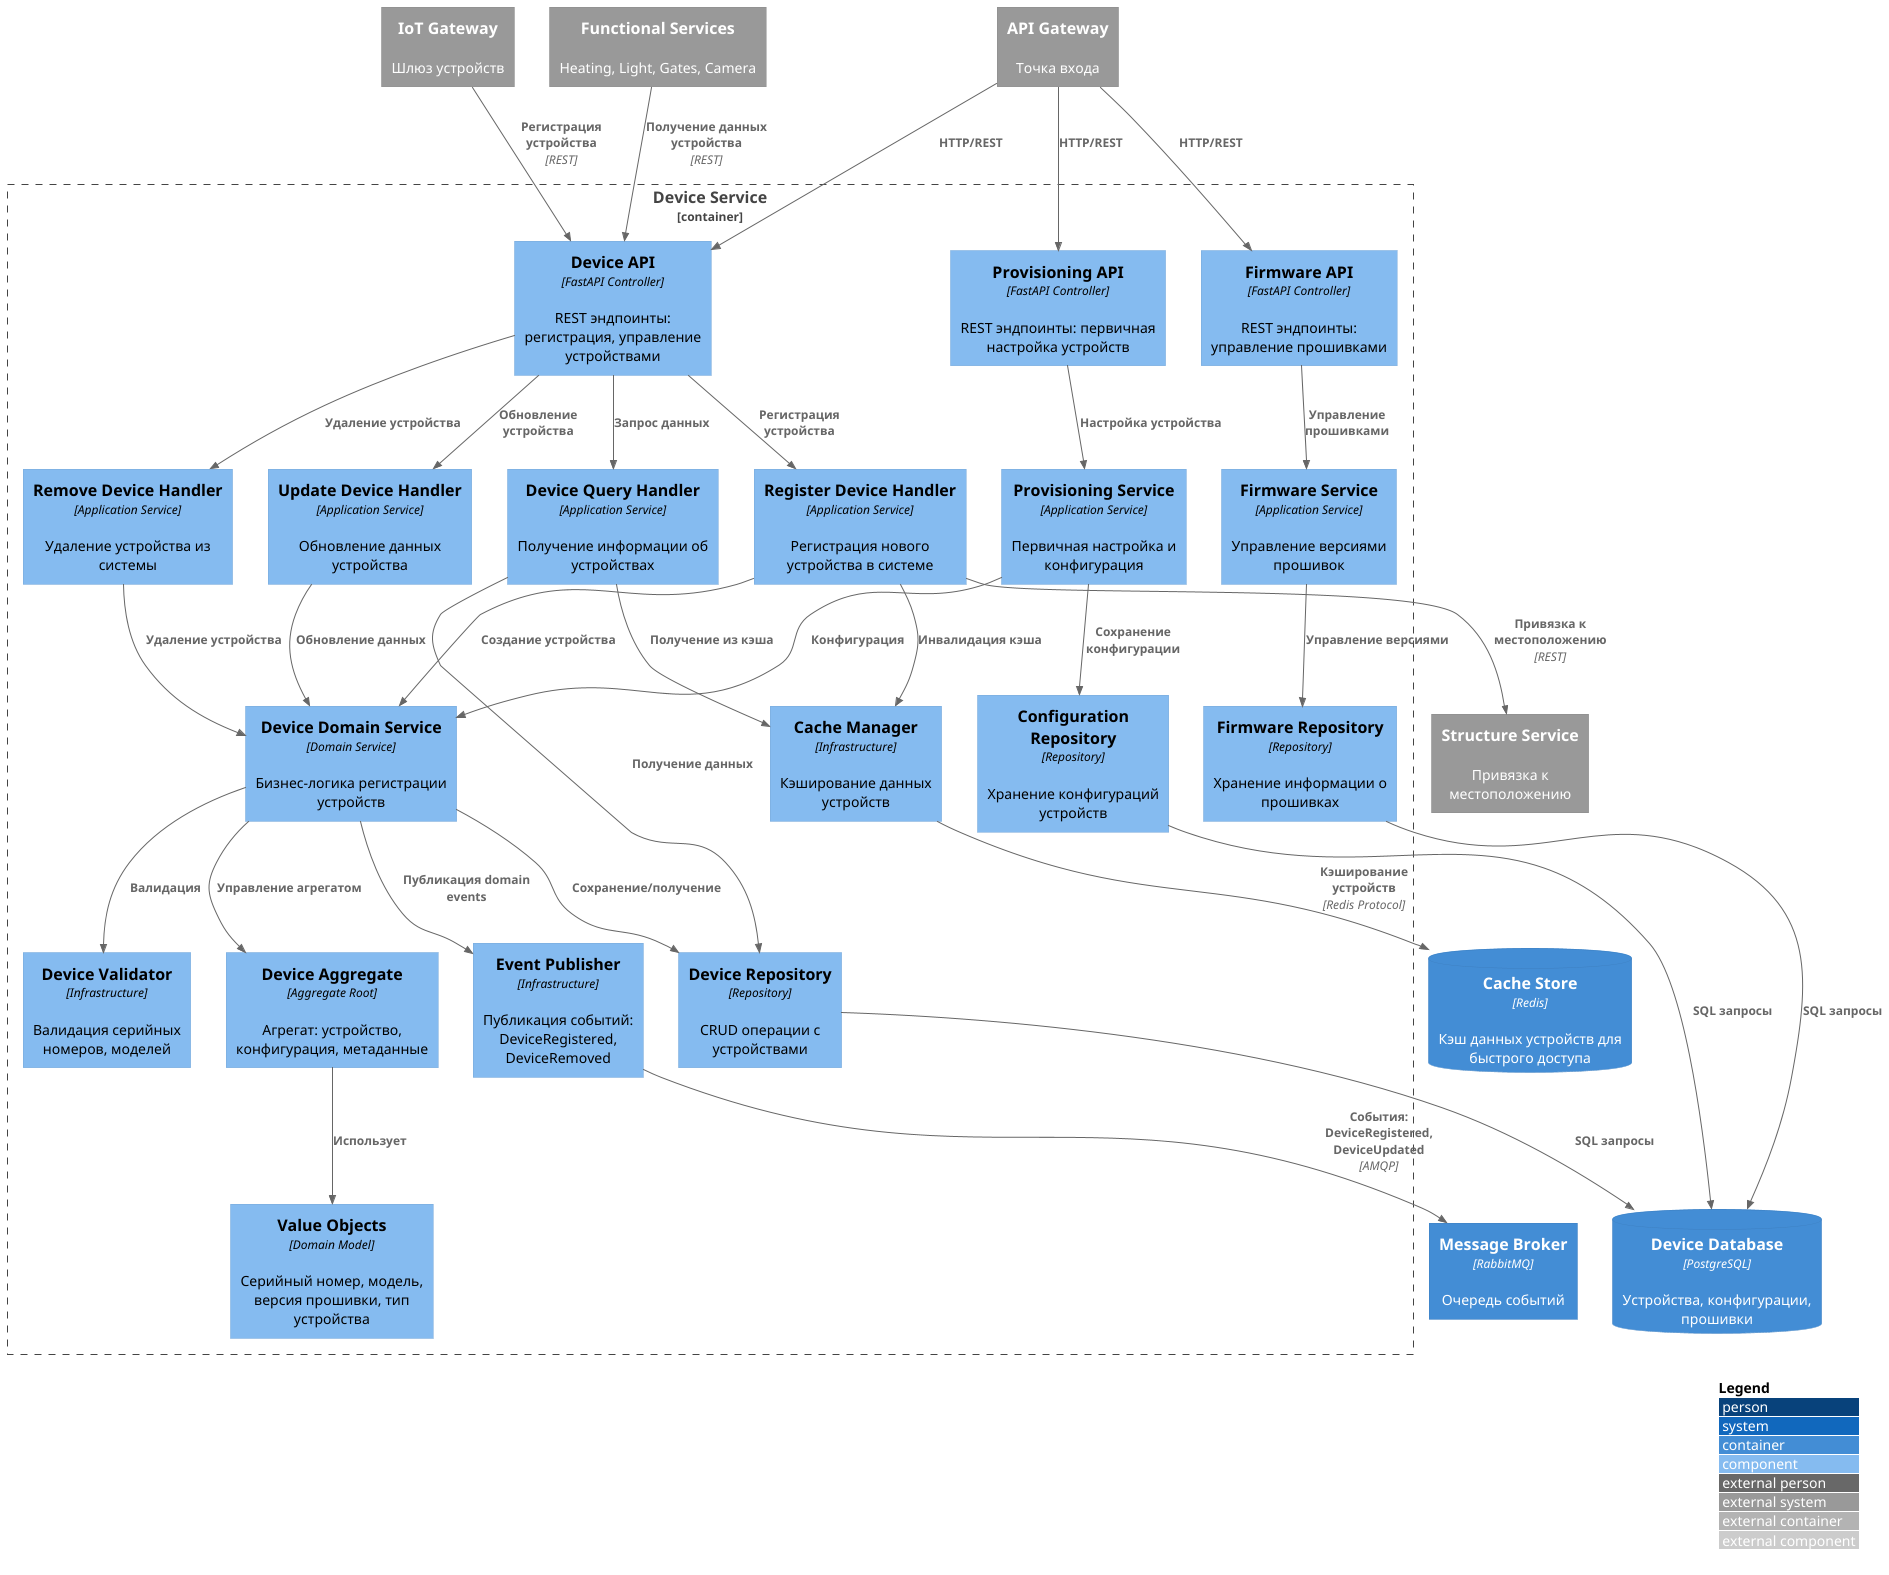 IoT Gateway
Шлюз устройств
Functional Services
Heating, Light, Gates, Camera
API Gateway
Точка входа
Регистрация
устройства
[REST]
Получение данных
устройства
[REST]
HTTP/REST
HTTP/REST
HTTP/REST
Device Service
[container]
Device API
[FastAPI Controller]
REST эндпоинты:
регистрация, управление
устройствами
Provisioning API
[FastAPI Controller]
REST эндпоинты: первичная
настройка устройств
Firmware API
[FastAPI Controller]
REST эндпоинты:
управление прошивками
Удаление устройства
Обновление
устройства
Запрос данных
Регистрация
устройства
Настройка устройства
Управление
прошивками
Remove Device Handler
[Application Service]
Удаление устройства из
системы
Update Device Handler
[Application Service]
Обновление данных
устройства
Device Query Handler
[Application Service]
Получение информации об
устройствах
Register Device Handler
[Application Service]
Регистрация нового
устройства в системе
Provisioning Service
[Application Service]
Первичная настройка и
конфигурация
Firmware Service
[Application Service]
Управление версиями
прошивок
Удаление устройства
Обновление данных
Создание устройства
Получение из кэша
Конфигурация
Инвалидация кэша
Сохранение
конфигурации
Управление версиями
Привязка к
местоположению
[REST]
Device Domain Service
[Domain Service]
Бизнес-логика регистрации
устройств
Получение данных
Cache Manager
[Infrastructure]
Кэширование данных
устройств
Configuration
Repository
[Repository]
Хранение конфигураций
устройств
Firmware Repository
[Repository]
Хранение информации о
прошивках
Structure Service
Привязка к
местоположению
Валидация
Управление агрегатом
Публикация domain
events
Сохранение/получение
Кэширование
устройств
[Redis Protocol]
Device Validator
[Infrastructure]
Валидация серийных
номеров, моделей
Device Aggregate
[Aggregate Root]
Агрегат: устройство,
конфигурация, метаданные
Event Publisher
[Infrastructure]
Публикация событий:
DeviceRegistered,
DeviceRemoved
Device Repository
[Repository]
CRUD операции с
устройствами
Cache Store
[Redis]
Кэш данных устройств для
быстрого доступа
SQL запросы
SQL запросы
Использует
События:
DeviceRegistered,
DeviceUpdated
[AMQP]
SQL запросы
Value Objects
[Domain Model]
Серийный номер, модель,
версия прошивки, тип
устройства
Message Broker
[RabbitMQ]
Очередь событий
Device Database
[PostgreSQL]
Устройства, конфигурации,
прошивки
Legend
person
system
container
component
external person
external system
external container
external component